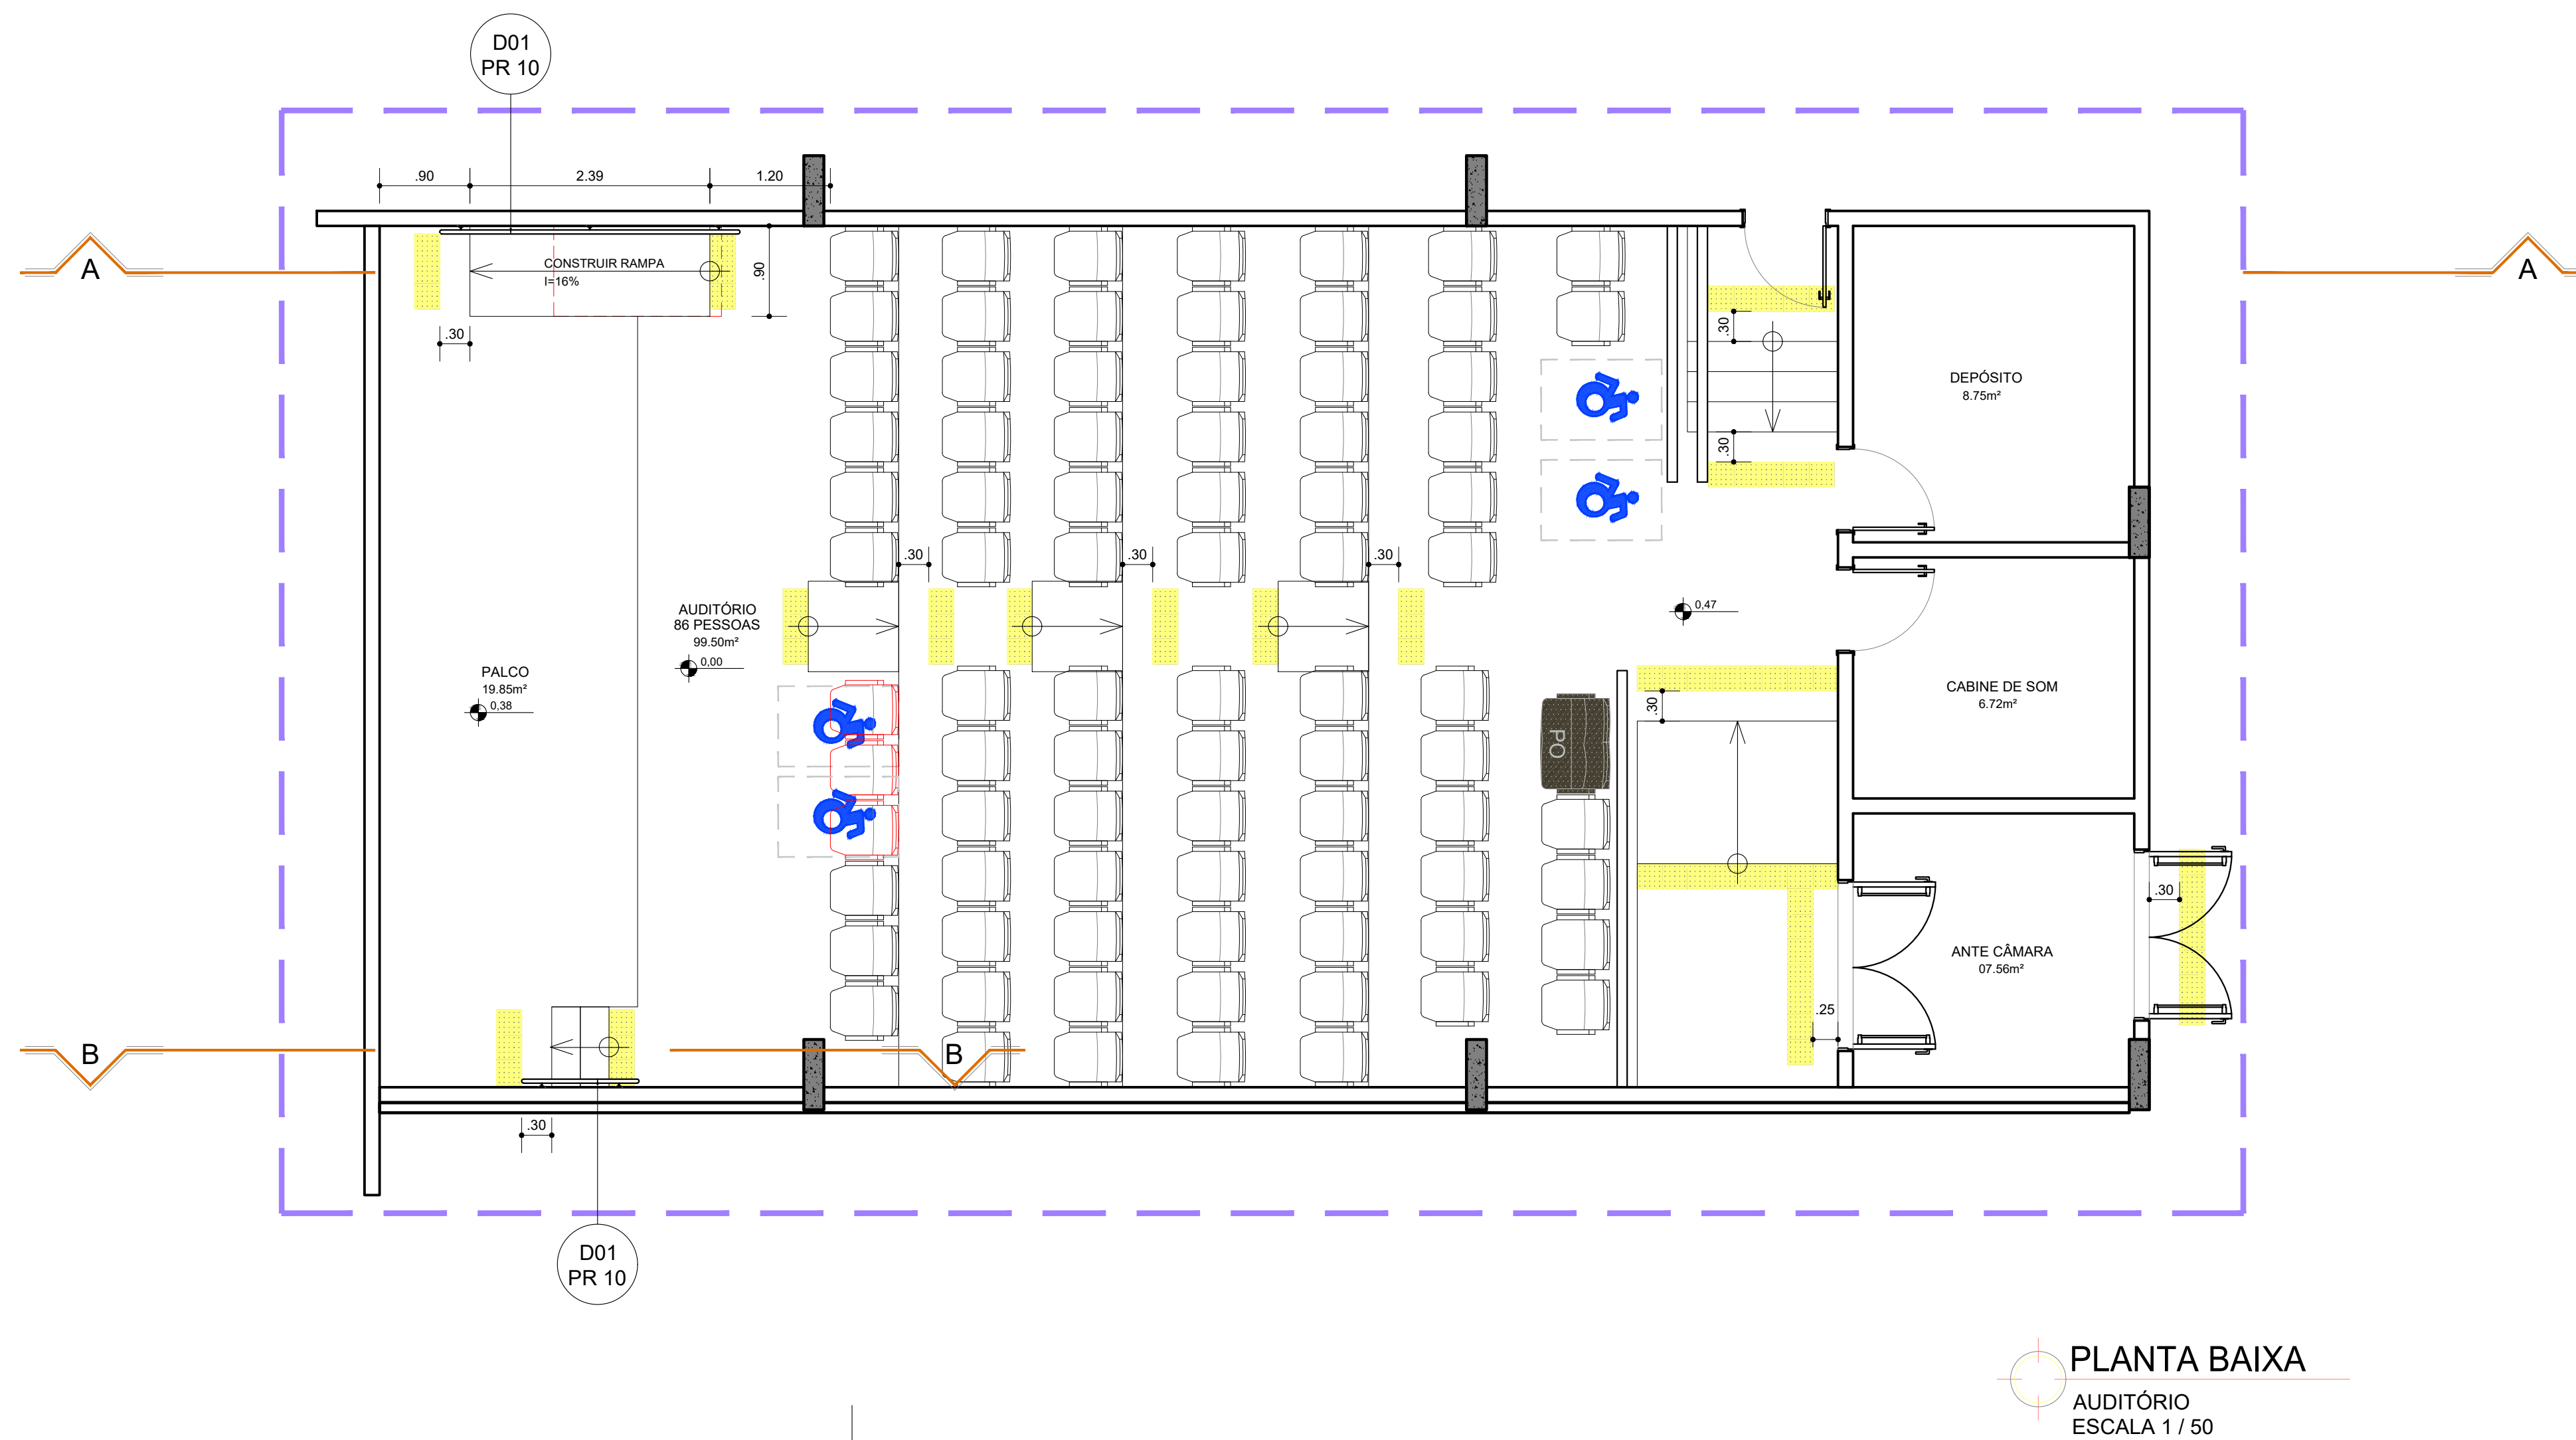 D01
PR 10
.90
2.39
1.20
A
A
CONSTRUIR RAMPA
I=16%
.90
.30
.30
.30
DEPÓSITO
8.75m²
.30
.30
.30
AUDITÓRIO
86 PESSOAS
99.50m²
0,00
0,47
PALCO
19.85m²
0,38
CABINE DE SOM
6.72m²
.30
PO
.30
ANTE CÂMARA
07.56m²
.25
B
B
.30
D01
PR 10
PLANTA BAIXA
AUDITÓRIO
ESCALA 1 / 50